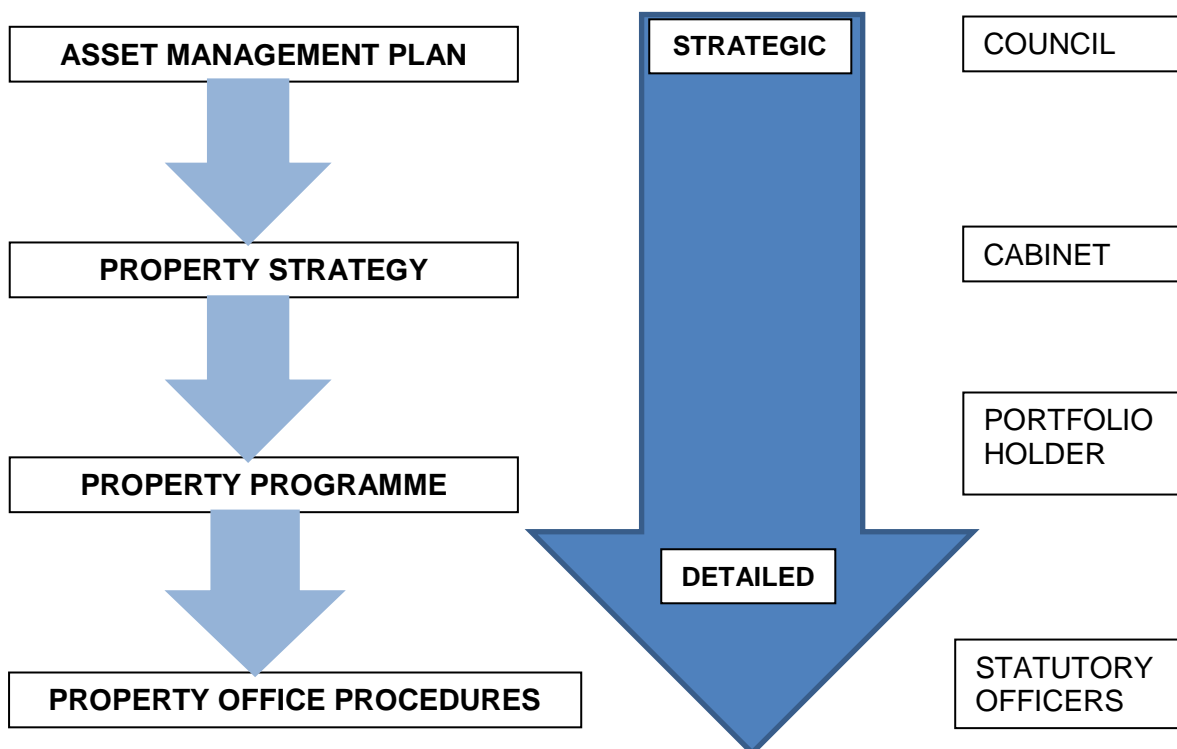 ASSET MANAGEMENT PLAN
STRATEGIC
COUNCIL
PROPERTY STRATEGY
CABINET
PORTFOLIO
HOLDER
PROPERTY PROGRAMME
DETAILED
PROPERTY OFFICE PROCEDURES
STATUTORY
OFFICERS